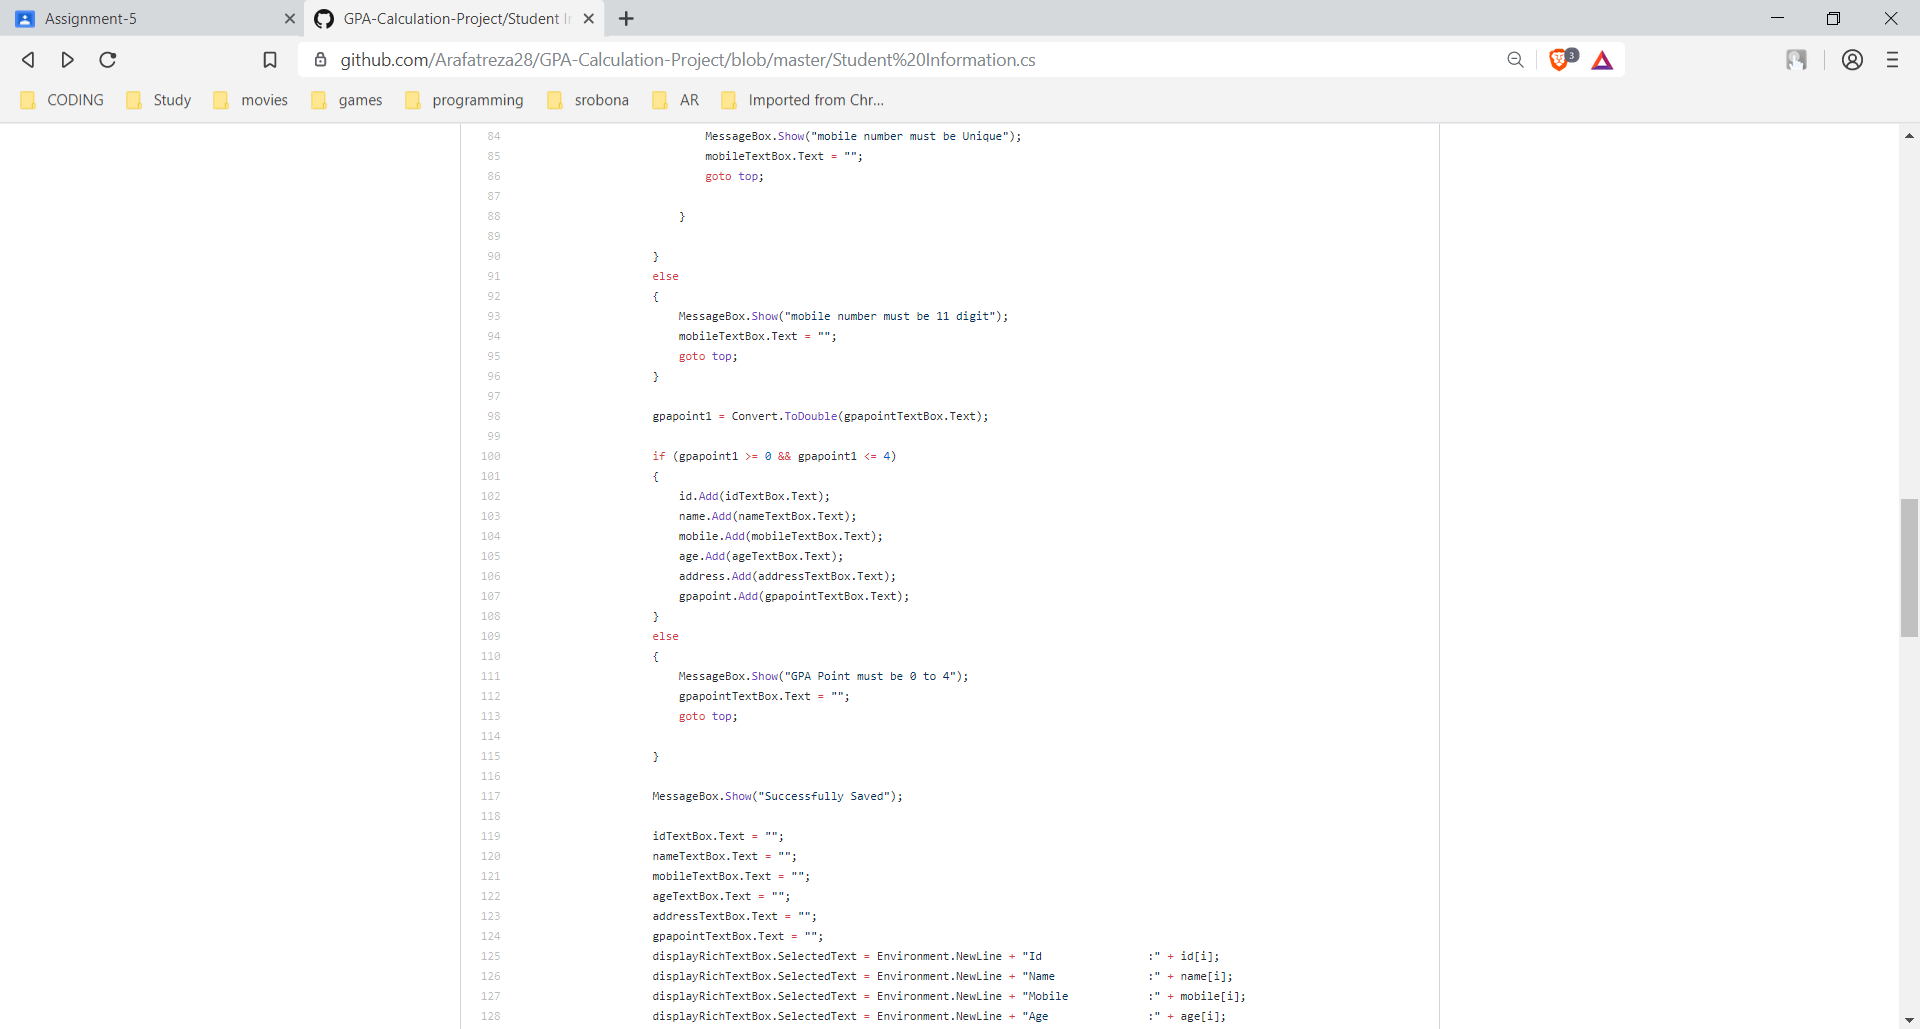 Assignment-5
GPA-Calculation-Project/Student I
github.com/Arafatreza28/GPA-Calculation-Project/blob/master/Student%20Information.cs
3
CODING Study movies games programming srobona AR Imported from Chr...
84 MessageBox.Show("mobile number must be Unique");
85 mobileTextBox.Text = "";
86 goto top;
87
88 }
89
90 }
91 else
92 {
93 MessageBox.Show("mobile number must be 11 digit");
94 mobileTextBox.Text = "";
95 goto top;
96 }
97
98 gpapoint1 = Convert.ToDouble(gpapointTextBox.Text);
99
100 if (gpapoint1 >= 0 && gpapoint1 <= 4)
101 {
102 id.Add(idTextBox.Text);
103 name.Add(nameTextBox.Text);
104 mobile.Add(mobileTextBox.Text);
105 age.Add(ageTextBox.Text);
106 address.Add(addressTextBox.Text);
107 gpapoint.Add(gpapointTextBox.Text);
108 }
109 else
110 {
111 MessageBox.Show("GPA Point must be 0 to 4");
112 gpapointTextBox.Text = "";
113 goto top;
114
115 }
116
117 MessageBox.Show("Successfully Saved");
118
119 idTextBox.Text = "";
120 nameTextBox.Text = "";
121 mobileTextBox.Text = "";
122 ageTextBox.Text = "";
123 addressTextBox.Text = "";
124 gpapointTextBox.Text = "";
125 displayRichTextBox.SelectedText = Environment.NewLine + "Id :" + id[i];
126 displayRichTextBox.SelectedText = Environment.NewLine + "Name :" + name[i];
127 displayRichTextBox.SelectedText = Environment.NewLine + "Mobile :" + mobile[i];
128 displayRichTextBox.SelectedText = Environment.NewLine + "Age :" + age[i];